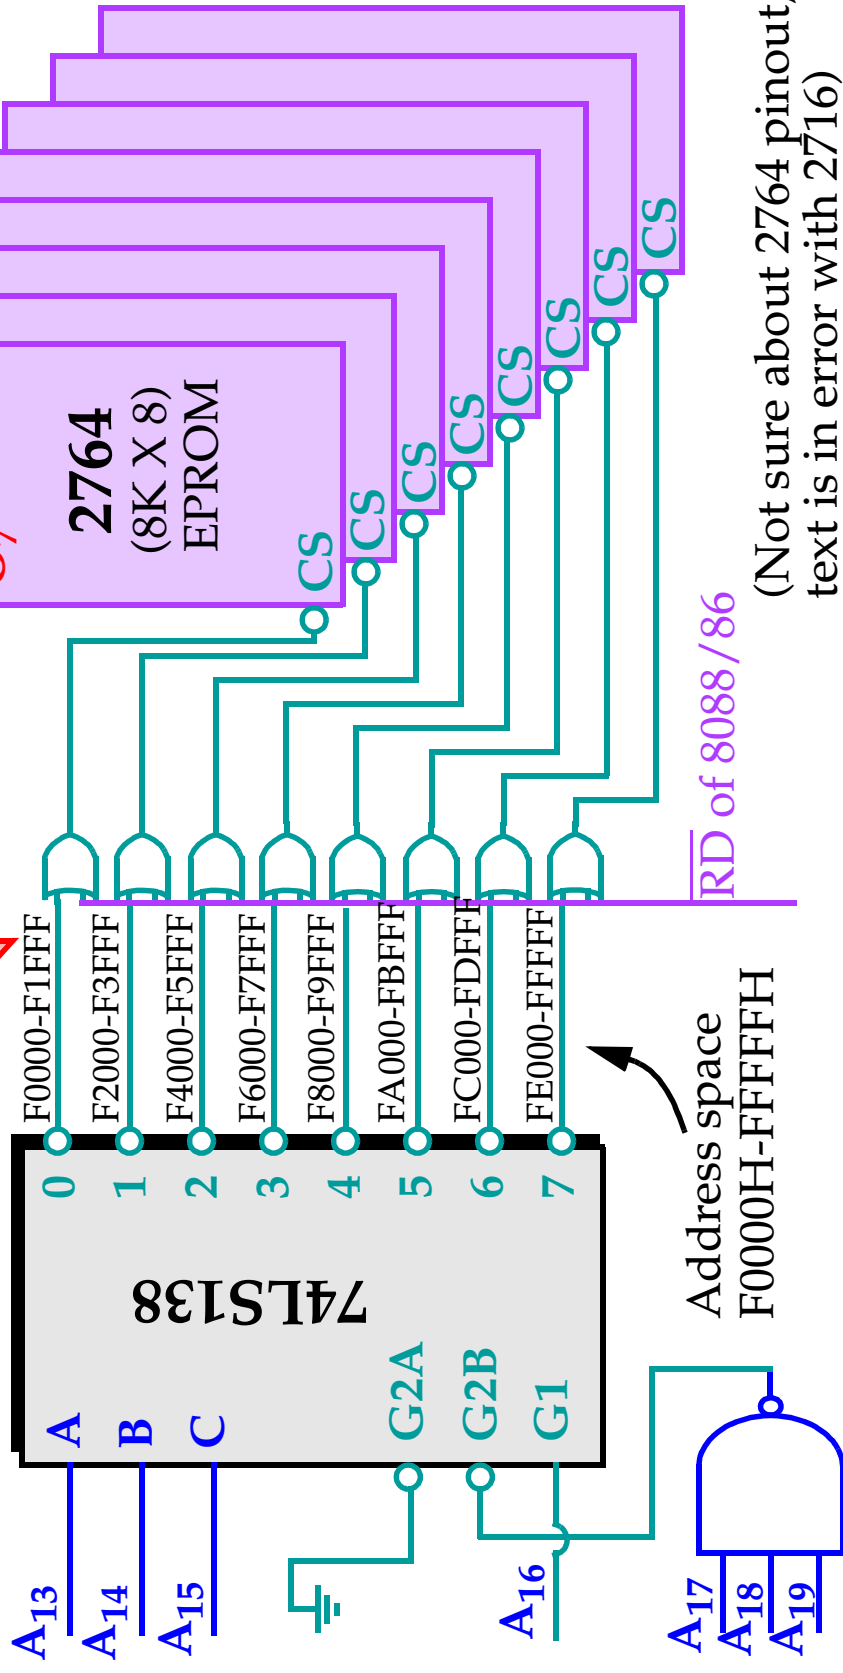 A13
A14
A15
A16
A17
A18
A19
A
B
C
G2A
G2B
G1
74LS138
0
1
2
3
4
5
6
7
F0000-F1FFF
F2000-F3FFF
F4000-F5FFF
F6000-F7FFF
F8000-F9FFF
FA000-FBFFF
FC000-FDFFF
FE000-FFFFF
Address space
F0000H-FFFFFH
RD of 8088/86
2764
(8K X 8)
EPROM
CS
CS
CS
CS
CS
CS
CS
CS
(Not sure about 2764 pinout,
text is in error with 2716)